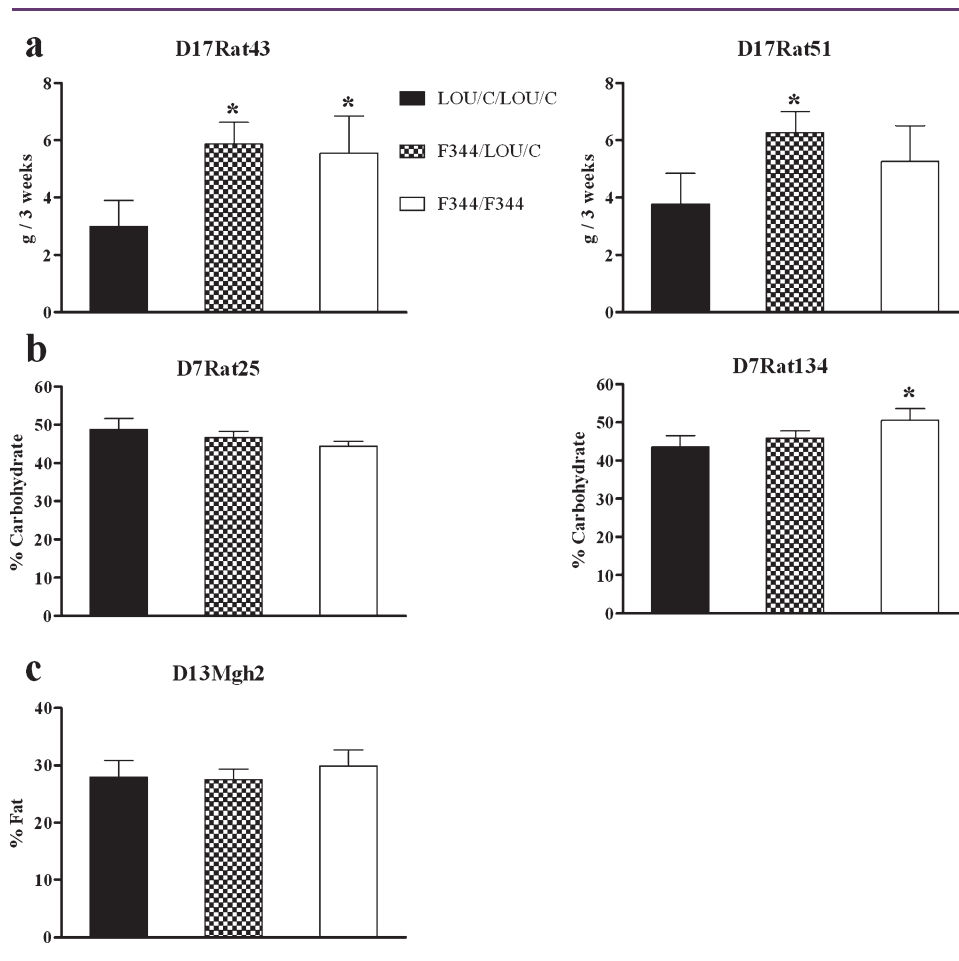 a
D17Rat43
g / 3 weeks
8
6
4
2
0
*
*
LOU/C/LOU/C
F344/LOU/C
F344/F344
D17Rat51
g / 3 weeks
8
6
4
2
0
*
b
D7Rat25
% Carbohydrate
60
50
40
30
20
10
0
D7Rat134
% Carbohydrate
60
50
40
30
20
10
0
*
c
D13Mgh2
% Fat
40
30
20
10
0